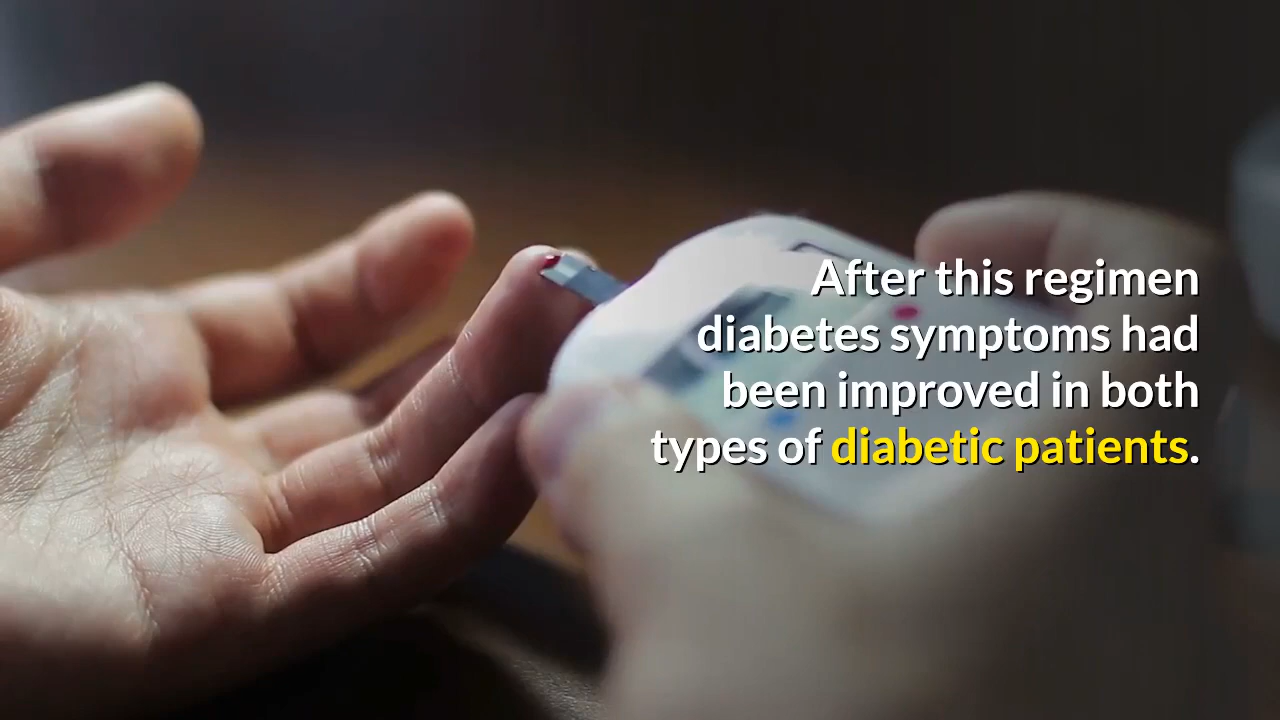 After this regimen
diabetes symptoms had
been improved in both
types of diabetic patients.